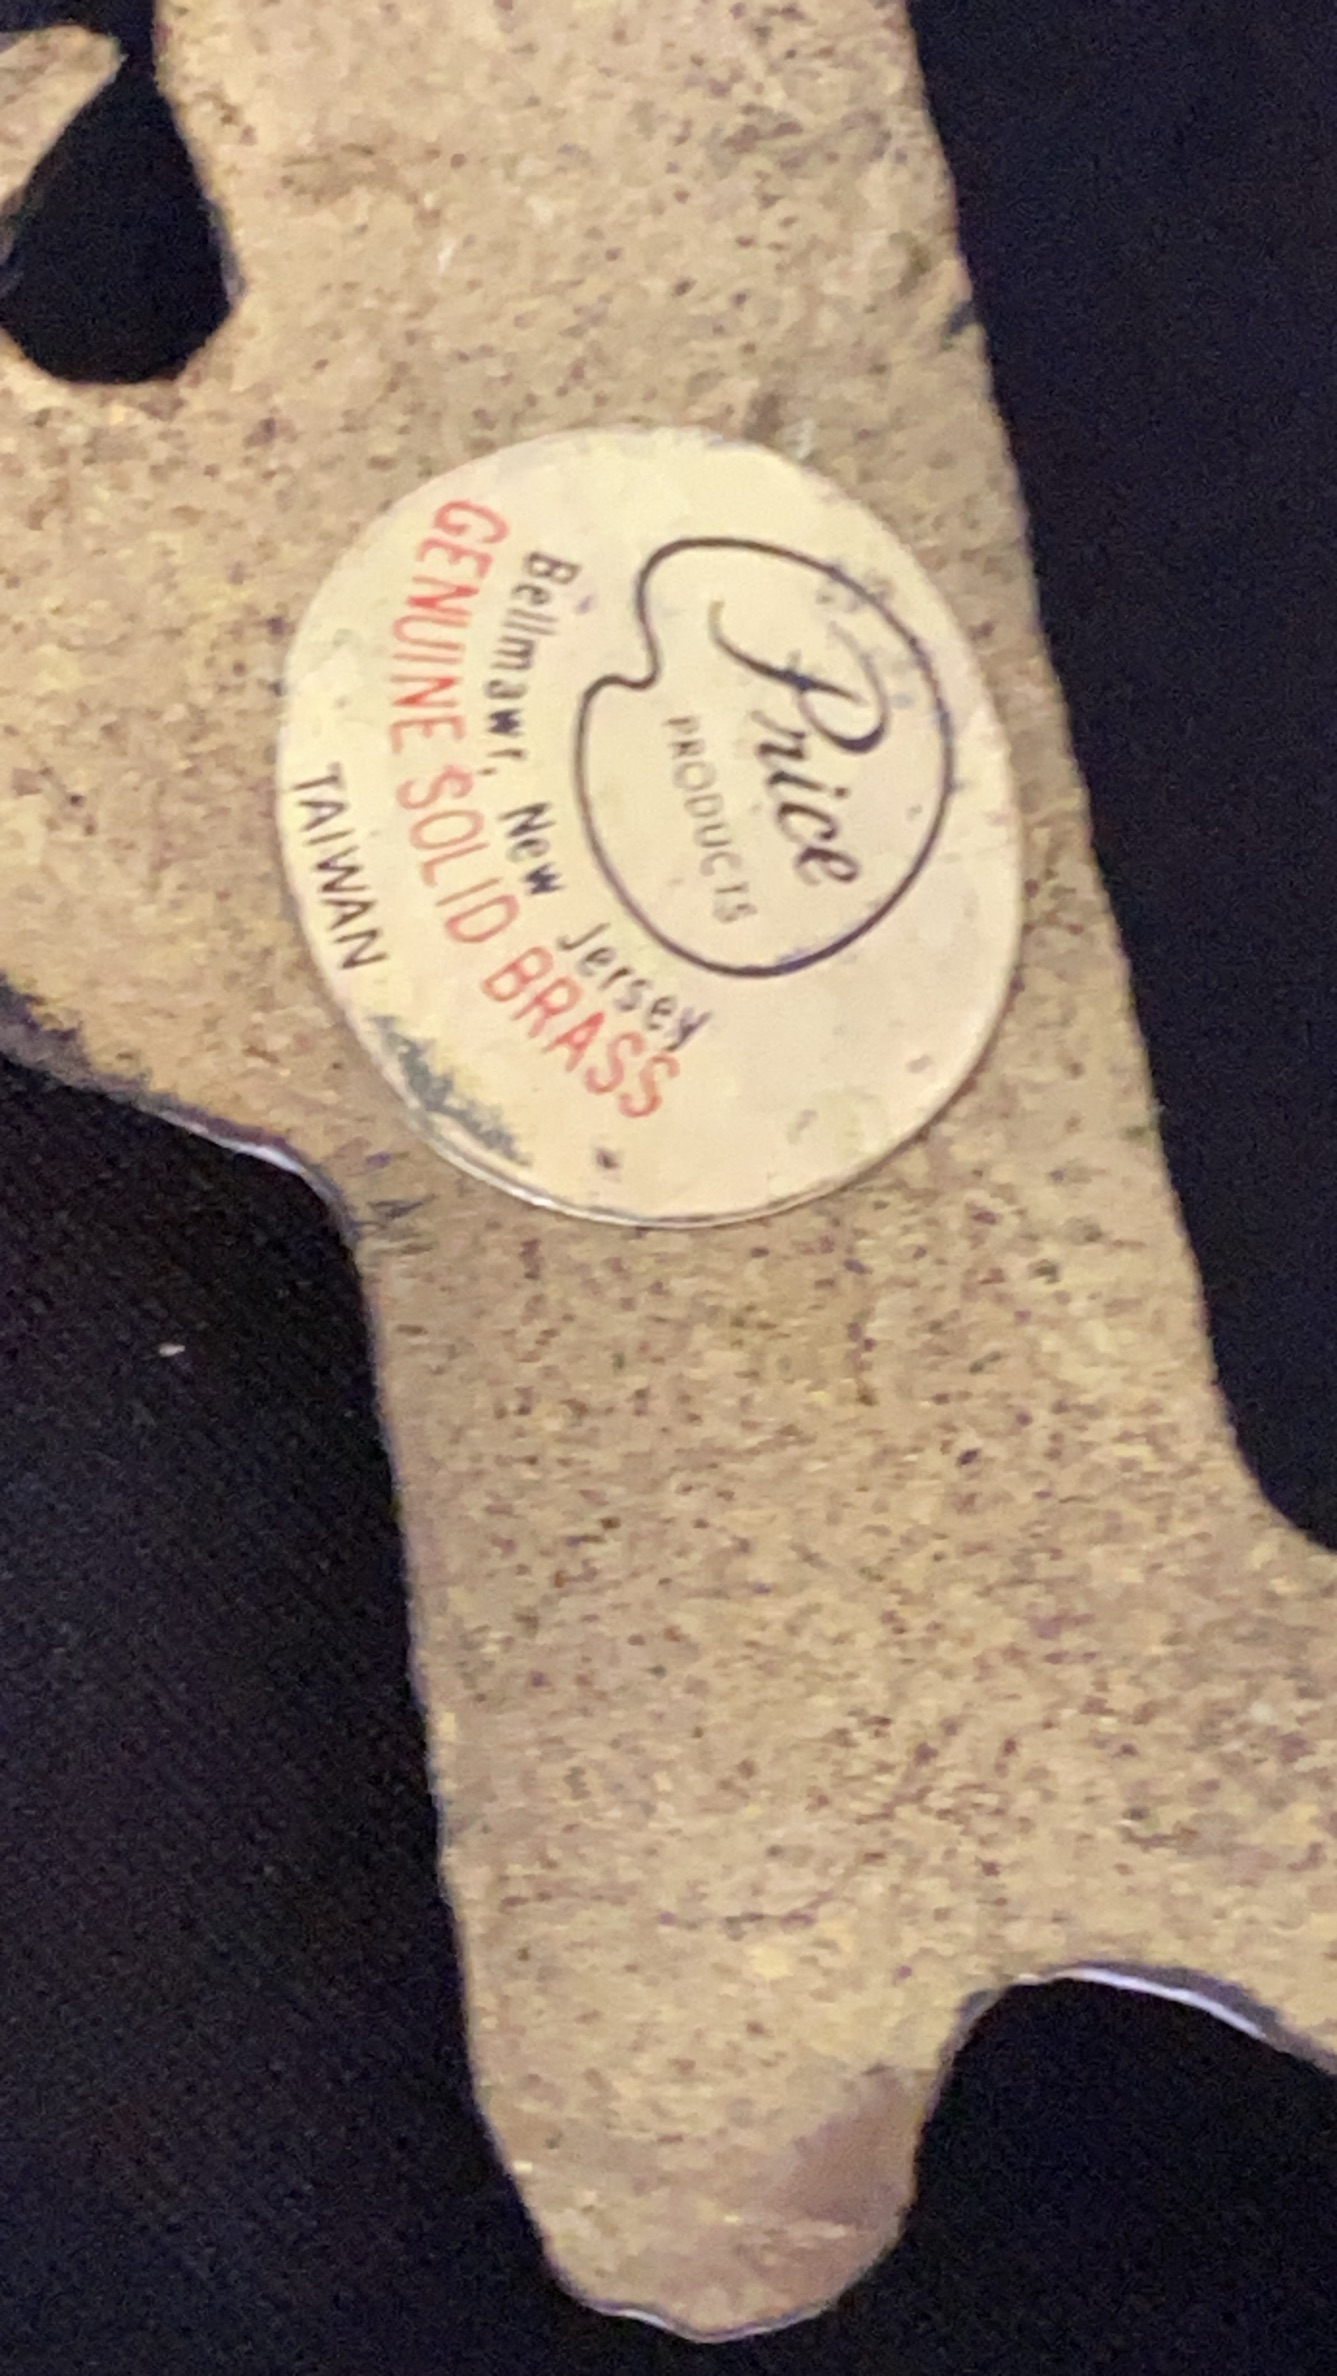 Price
PRODUCTS
Bellmawr, New Jersey
GENUINE SOLID BRASS
TAIWAN